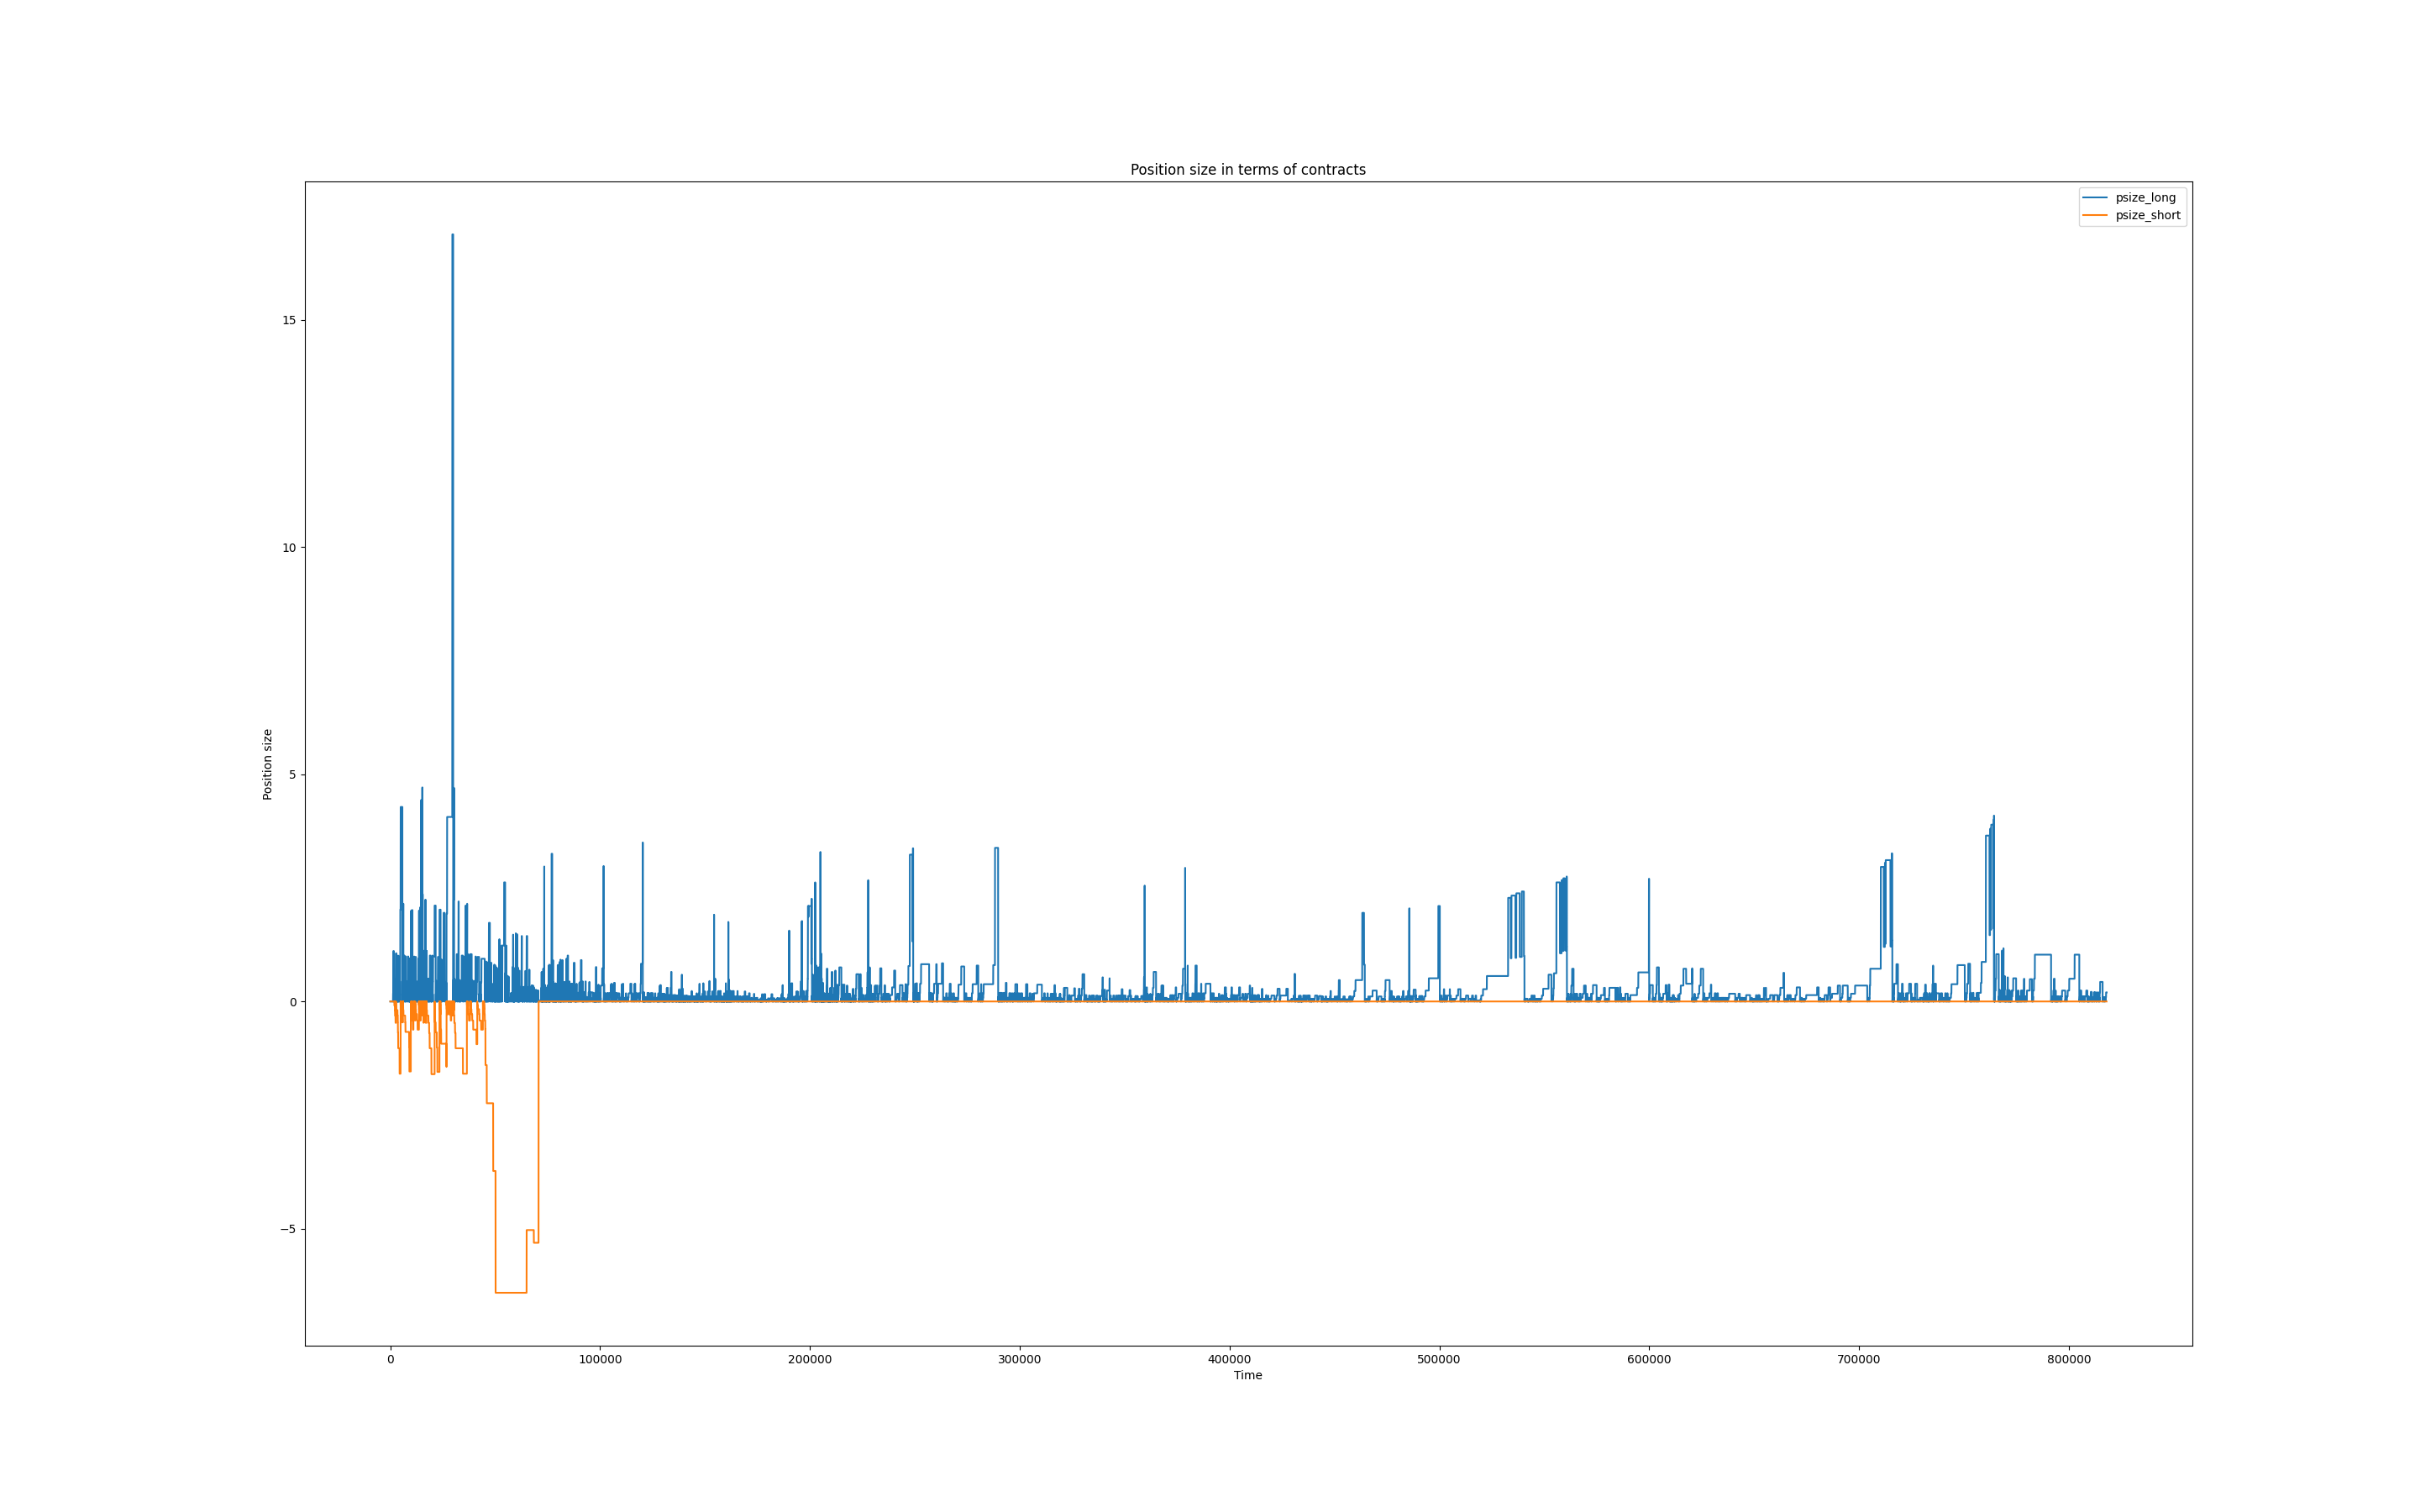 Position size in terms of contracts
psize_long
psize_short
15
10
5
0
−5
Position size
0 100000 200000 300000 400000 500000 600000 700000 800000
Time